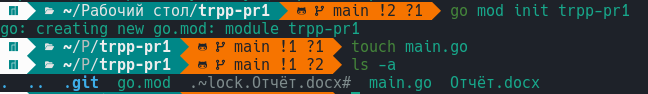 ~/Рабочий стол/trpp-pr1 main !2 ?1 go mod init trpp-pr1
go: creating new go.mod: module trpp-pr1
~/Р/trpp-pr1 main !1 ?1 touch main.go
~/Р/trpp-pr1 main !1 ?2 ls -a
. .. .git go.mod .~lock.Отчёт.docx# main.go Отчёт.docx